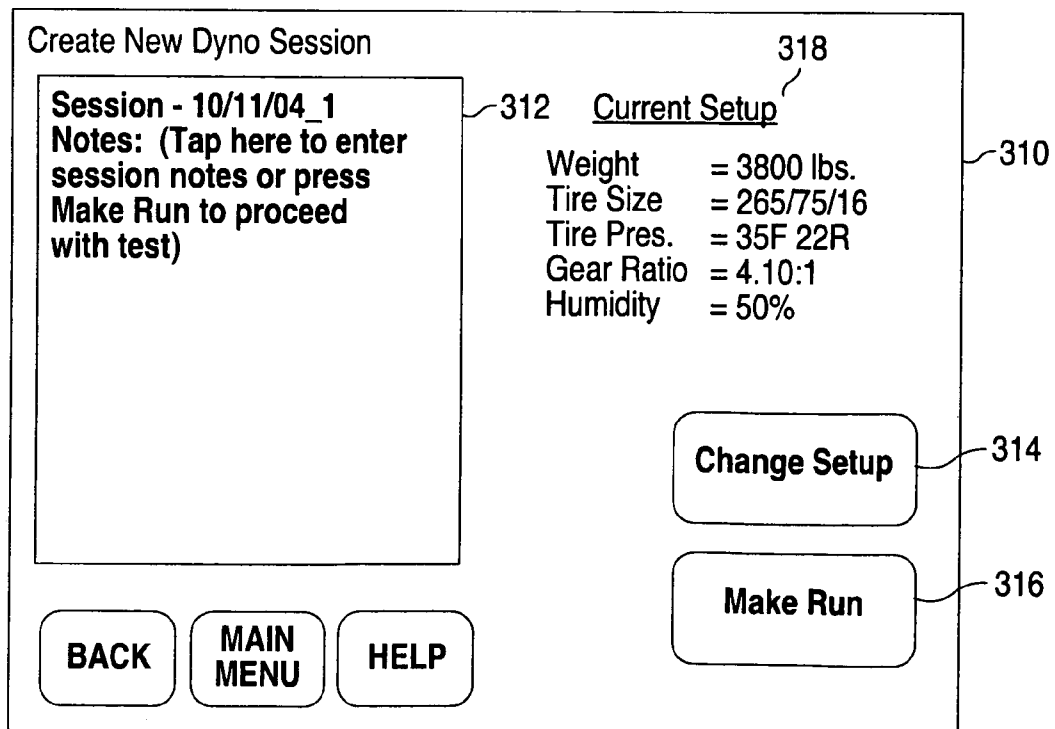 Create New Dyno Session
318
Session - 10/11/04_1
Notes: (Tap here to enter
session notes or press
Make Run to proceed
with test)
312
Current Setup
310
Weight = 3800 lbs.
Tire Size = 265/75/16
Tire Pres. = 35F 22R
Gear Ratio = 4.10:1
Humidity = 50%
Change Setup
314
Make Run
316
BACK
MAIN
MENU
HELP